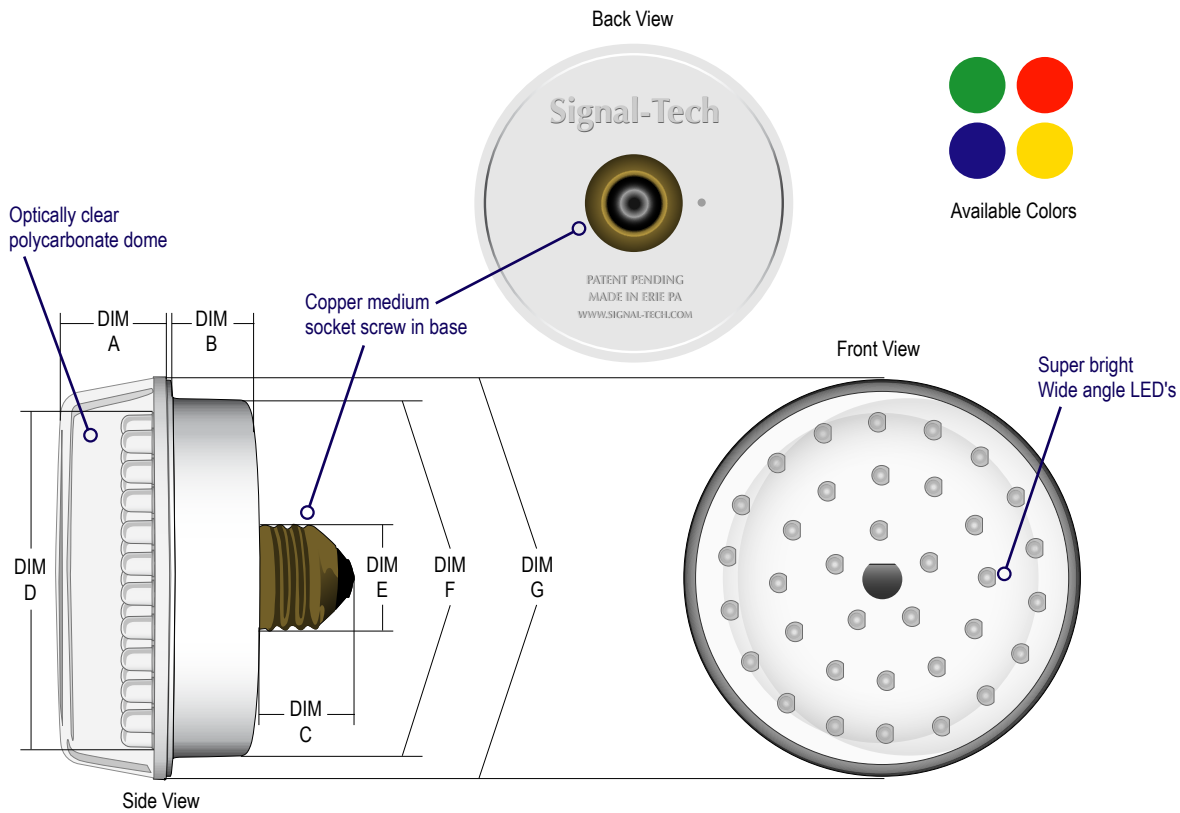 Back View
Signal-Tech
PATENT PENDING
MADE IN ERIE PA
WWW.SIGNAL-TECH.COM
Available Colors
Optically clear
polycarbonate dome
Copper medium
socket screw in base
Front View
Super bright
Wide angle LED's
DIM
A
DIM
B
DIM
D
DIM
E
DIM
F
DIM
G
DIM
C
Side View